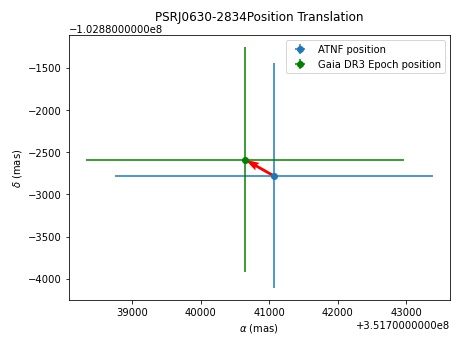 PSRJ0630-2834Position Translation
−1.0288000000e8
ATNF position
Gaia DR3 Epoch position
−1500
−2000
−2500
−3000
−3500
−4000
δ (mas)
39000 40000 41000 42000 43000
α (mas)
+3.5170000000e8